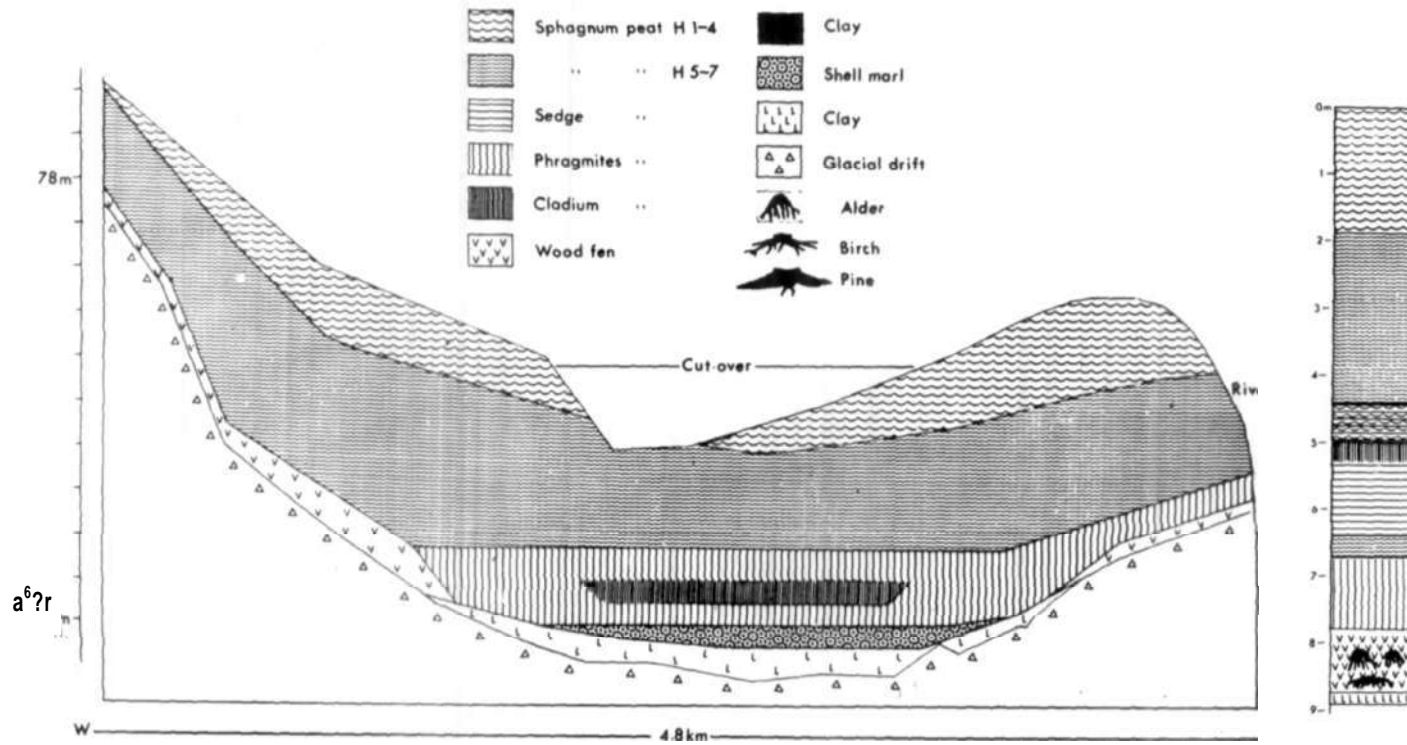 Sphagnum peat H 1-4
" " H 5-7
Sedge "
Phragmites "
Cladium "
Wood fen
Clay
Shell marl
Clay
Glacial drift
Alder
Birch
Pine
78m
Cut over
Riv
a⁶?r
m
W
4.8km
0m
1
2
3
4
5
6
7
8
9